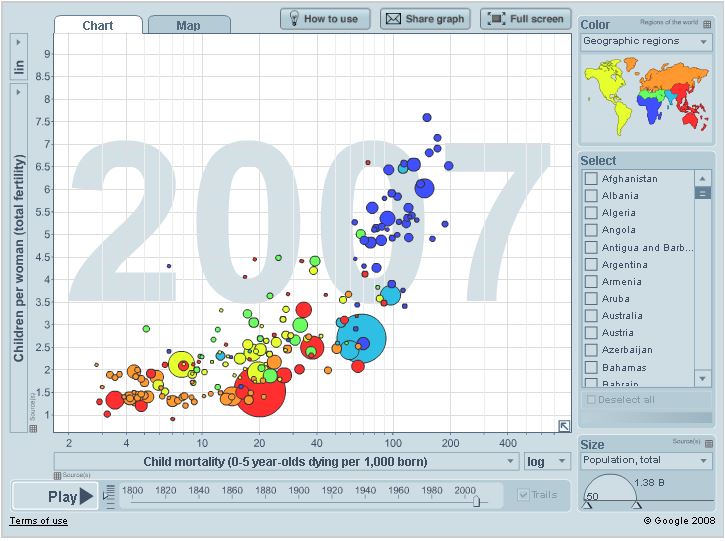 Chart
Map
How to use
Share graph
Full screen
Color
Regions of the world
Geographic regions
lin
Children per woman (total fertility)
Source(s)
9
8.5
8
7.5
7
6.5
6
5.5
5
4.5
4
3.5
3
2.5
2
1.5
1
2007
2 4 10 20 40 100 200 400
Child mortality (0-5 year-olds dying per 1,000 born)
log
Source(s)
Select
Afghanistan
Albania
Algeria
Angola
Antigua and Barb...
Argentina
Armenia
Aruba
Australia
Austria
Azerbaijan
Bahamas
Bahrain
Deselect all
Size
Source(s)
Population, total
1.38 B
50
Play
1800 1820 1840 1860 1880 1900 1920 1940 1960 1980 2000
Trails
Terms of use
© Google 2008